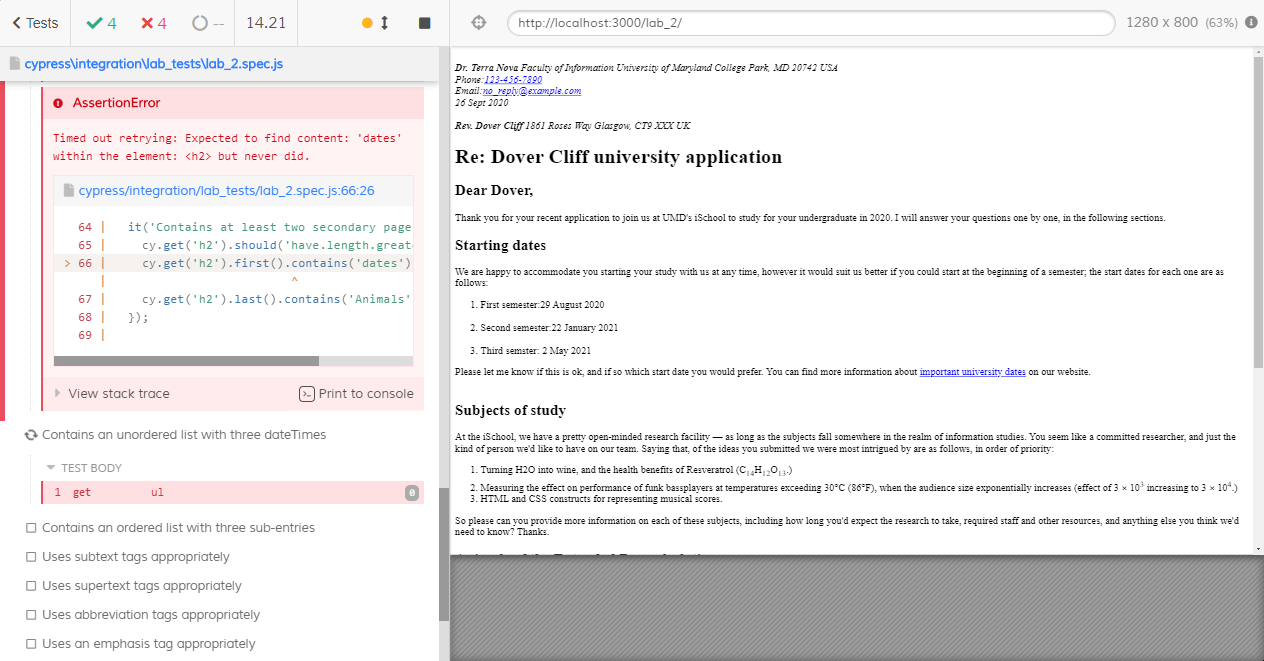 Tests
4
4
--
14.21
http://localhost:3000/lab_2/
1280 x 800 (63%)
cypress\integration\lab_tests\lab_2.spec.js
AssertionError
Timed out retrying: Expected to find content: 'dates'
within the element: <h2> but never did.
cypress/integration/lab_tests/lab_2.spec.js:66:26
64 | it('Contains at least two secondary page
65 | cy.get('h2').should('have.length.great
> 66 | cy.get('h2').first().contains('dates')
| ^
67 | cy.get('h2').last().contains('Animals'
68 | });
69 |
View stack trace
Print to console
Contains an unordered list with three dateTimes
TEST BODY
1 get ul 0
Contains an ordered list with three sub-entries
Uses subtext tags appropriately
Uses supertext tags appropriately
Uses abbreviation tags appropriately
Uses an emphasis tag appropriately
Dr. Terra Nova Faculty of Information University of Maryland College Park, MD 20742 USA
Phone:123-456-7890
Email:no_reply@example.com
26 Sept 2020
Rev. Dover Cliff 1861 Roses Way Glasgow, CT9 XXX UK
Re: Dover Cliff university application
Dear Dover,
Thank you for your recent application to join us at UMD's iSchool to study for your undergraduate in 2020. I will answer your questions one by one, in the following sections.
Starting dates
We are happy to accommodate you starting your study with us at any time, however it would suit us better if you could start at the beginning of a semester; the start dates for each one are as
follows:
1. First semester:29 August 2020
2. Second semester:22 January 2021
3. Third semster: 2 May 2021
Please let me know if this is ok, and if so which start date you would prefer. You can find more information about important university dates on our website.
Subjects of study
At the iSchool, we have a pretty open-minded research facility — as long as the subjects fall somewhere in the realm of information studies. You seem like a committed researcher, and just the
kind of person we'd like to have on our team. Saying that, of the ideas you submitted we were most intrigued by are as follows, in order of priority:
1. Turning H2O into wine, and the health benefits of Resveratrol (C₁₄H₁₂O₁₃.)
2. Measuring the effect on performance of funk bassplayers at temperatures exceeding 30°C (86°F), when the audience size exponentially increases (effect of 3 × 10³ increasing to 3 × 10⁴.)
3. HTML and CSS constructs for representing musical scores.
So please can you provide more information on each of these subjects, including how long you'd expect the research to take, required staff and other resources, and anything else you think we'd
need to know? Thanks.